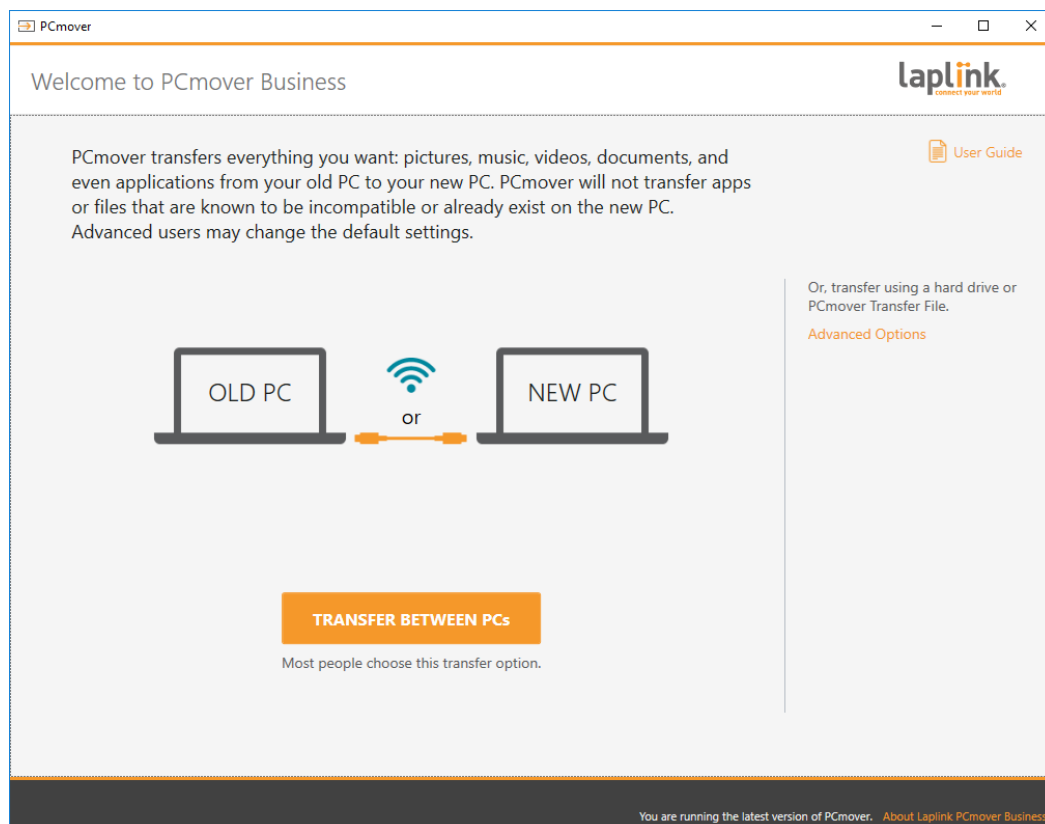 PCmover
Welcome to PCmover Business
laplink.
connect your world
PCmover transfers everything you want: pictures, music, videos, documents, and
even applications from your old PC to your new PC. PCmover will not transfer apps
or files that are known to be incompatible or already exist on the new PC.
Advanced users may change the default settings.
User Guide
Or, transfer using a hard drive or
PCmover Transfer File.
Advanced Options
OLD PC
or
NEW PC
TRANSFER BETWEEN PCs
Most people choose this transfer option.
You are running the latest version of PCmover. About Laplink PCmover Business